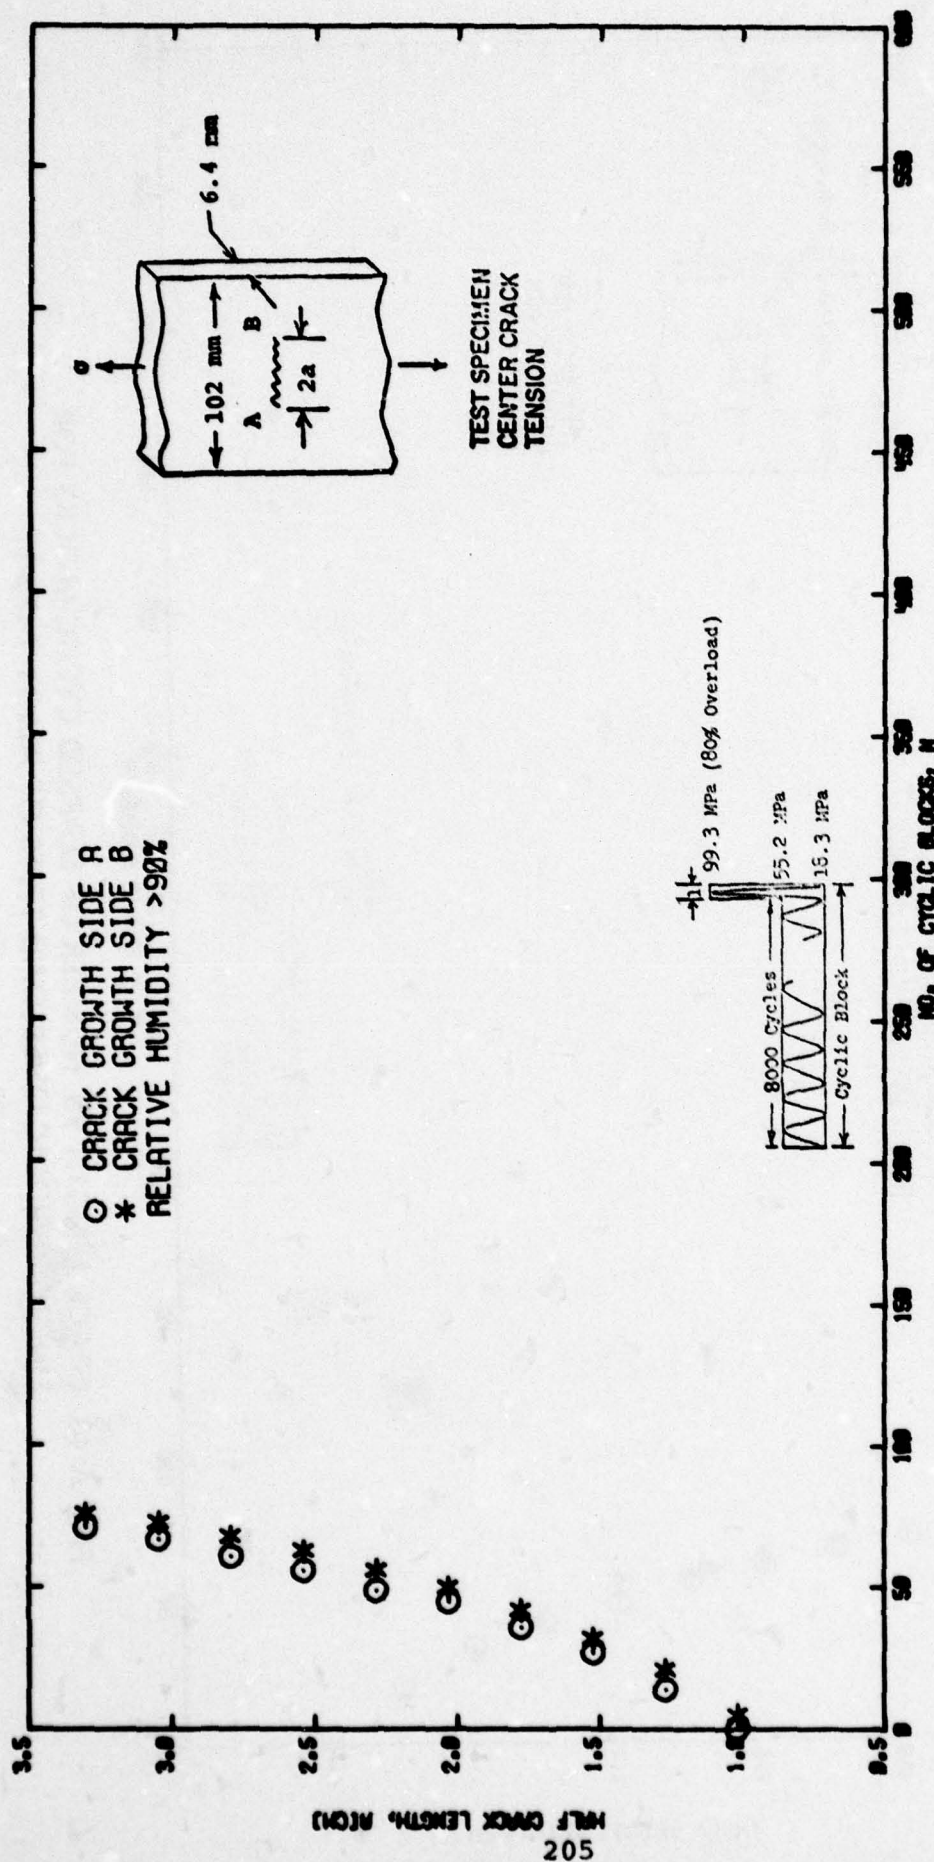 3.5
3.0
2.5
2.0
1.5
1.0
0.5
HALF CRACK LENGTH, A(CM)
⊙ CRACK GROWTH SIDE A
* CRACK GROWTH SIDE B
RELATIVE HUMIDITY >90%
σ
102 mm
6.4 mm
A
B
2a
TEST SPECIMEN
CENTER CRACK
TENSION
1
99.3 MPa (80% Overload)
8000 Cycles
55.2 MPa
Cyclic Block
0
50
100
150
200
250
300
350
400
450
500
550
600
NO. OF CYCLIC BLOCKS, N
205